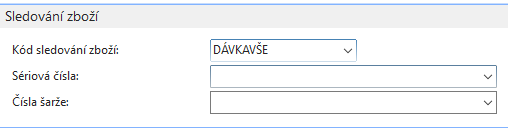 Sledování zboží
Kód sledování zboží: DÁVKAVŠE
Sériová čísla:
Čísla šarže: